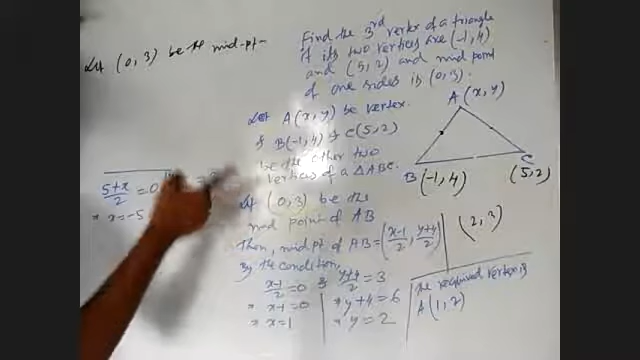 Find the 3rd vertex of a triangle
if its two vertices are (-1,4)
and (5,2) and mid point
of one sides is (0,3).
Let (0,3) be the mid-pt-
5+x/2 = 0
⇒ x=-5
Let A(x,y) be vertex.
& B(-1,4) & C(5,2)
be the other two
vertices of a ΔABC.
If (0,3) be the
mid point of AB
Then, midpt of AB = (x-1/2, y+4/2)
By the condition,
x-1/2 = 0 & y+4/2 = 3
⇒ x-1=0
⇒ y+4=6
⇒ x=1
⇒ y=2
A(x,y)
B(-1,4)
C
(5,2)
(2,3)
The required vertex is
A(1,2)